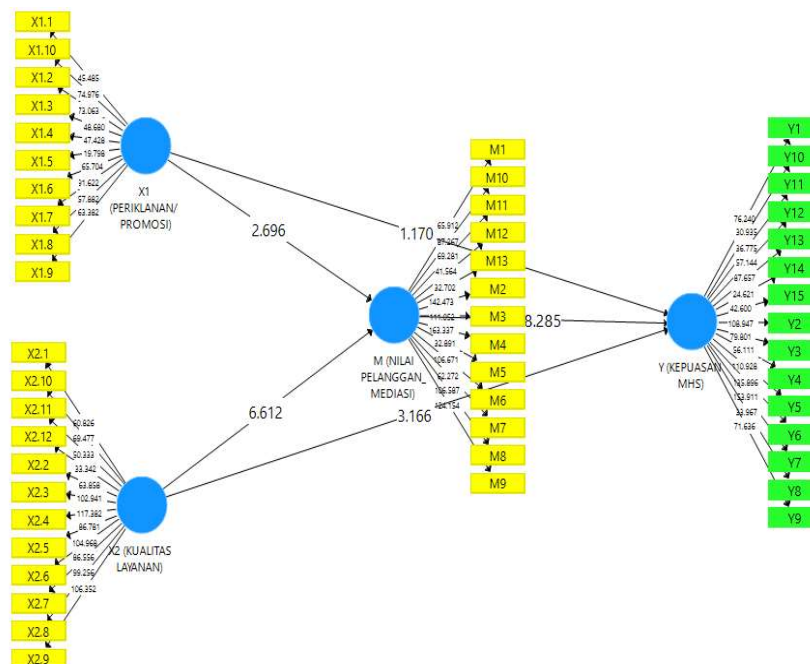 X1.1
X1.10
X1.2
X1.3
X1.4
X1.5
X1.6
X1.7
X1.8
X1.9
45.485
74.976
73.063
48.680
47.428
19.798
65.704
31.622
57.882
63.382
X1
(PERIKLANAN/
PROMOSI)
2.696
1.170
6.612
3.166
8.285
X2.1
X2.10
X2.11
X2.12
X2.2
X2.3
X2.4
X2.5
X2.6
X2.7
X2.8
X2.9
60.826
69.477
50.333
33.342
63.858
102.941
117.382
86.781
104.968
86.556
99.256
106.352
X2 (KUALITAS
LAYANAN)
M (NILAI
PELANGGAN_
MEDIASI)
65.912
69.281
41.564
32.702
142.473
163.337
32.891
106.671
62.272
124.154
M1
M10
M11
M12
M13
M2
M3
M4
M5
M6
M7
M8
M9
Y (KEPUASAN
MHS)
76.240
30.935
36.775
57.144
87.657
24.621
42.600
108.947
79.801
56.111
110.928
135.896
153.911
33.967
71.636
Y1
Y10
Y11
Y12
Y13
Y14
Y15
Y2
Y3
Y4
Y5
Y6
Y7
Y8
Y9